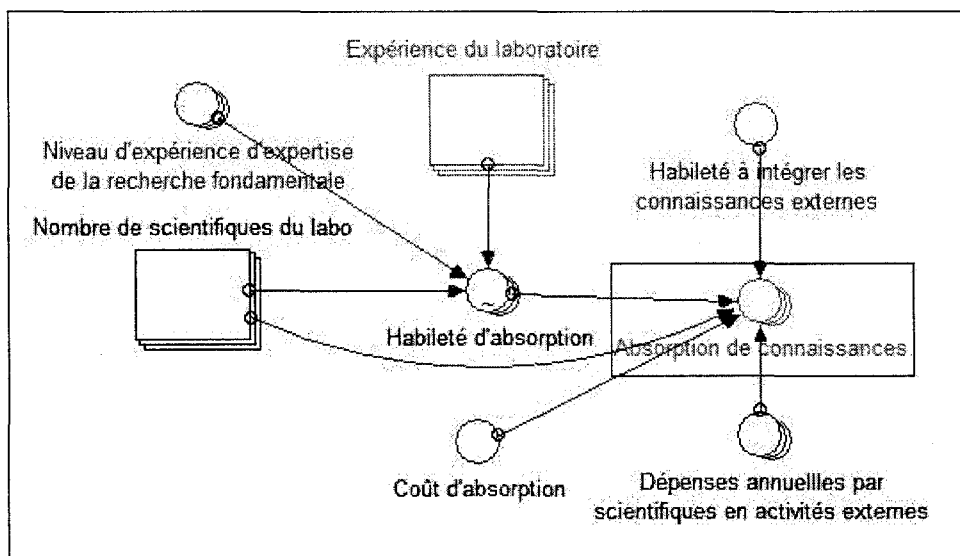 Expérience du laboratoire
Niveau d'expérience d'expertise
de la recherche fondamentale
Habileté à intégrer les
connaissances externes
Nombre de scientifiques du labo
Habileté d'absorption
Absorption de connaissances
Coût d'absorption
Dépenses annuellles par
scientifiques en activités externes